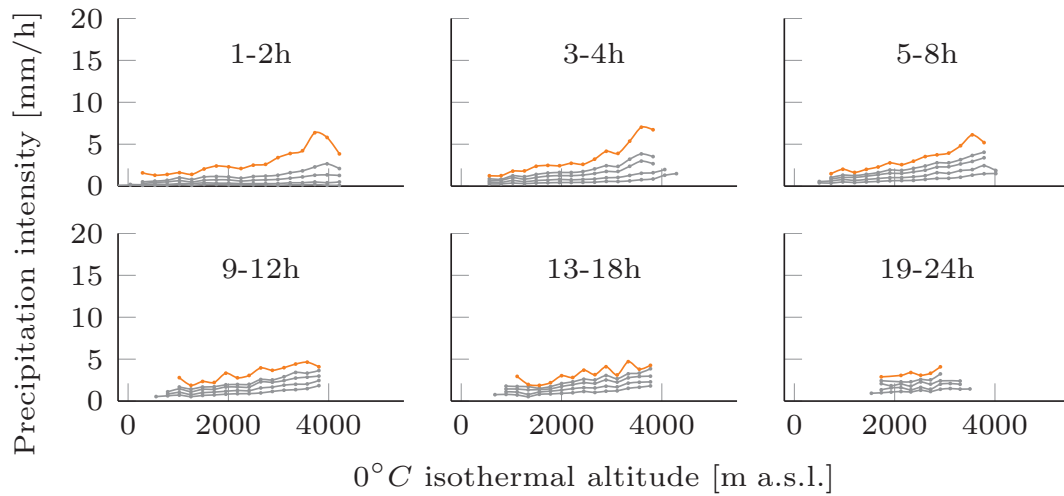 Precipitation intensity [mm/h]
20
15
10
5
0
1-2h
3-4h
5-8h
20
15
10
5
0
9-12h
13-18h
19-24h
0 2000 4000
0 2000 4000
0 2000 4000
0°C isothermal altitude [m a.s.l.]